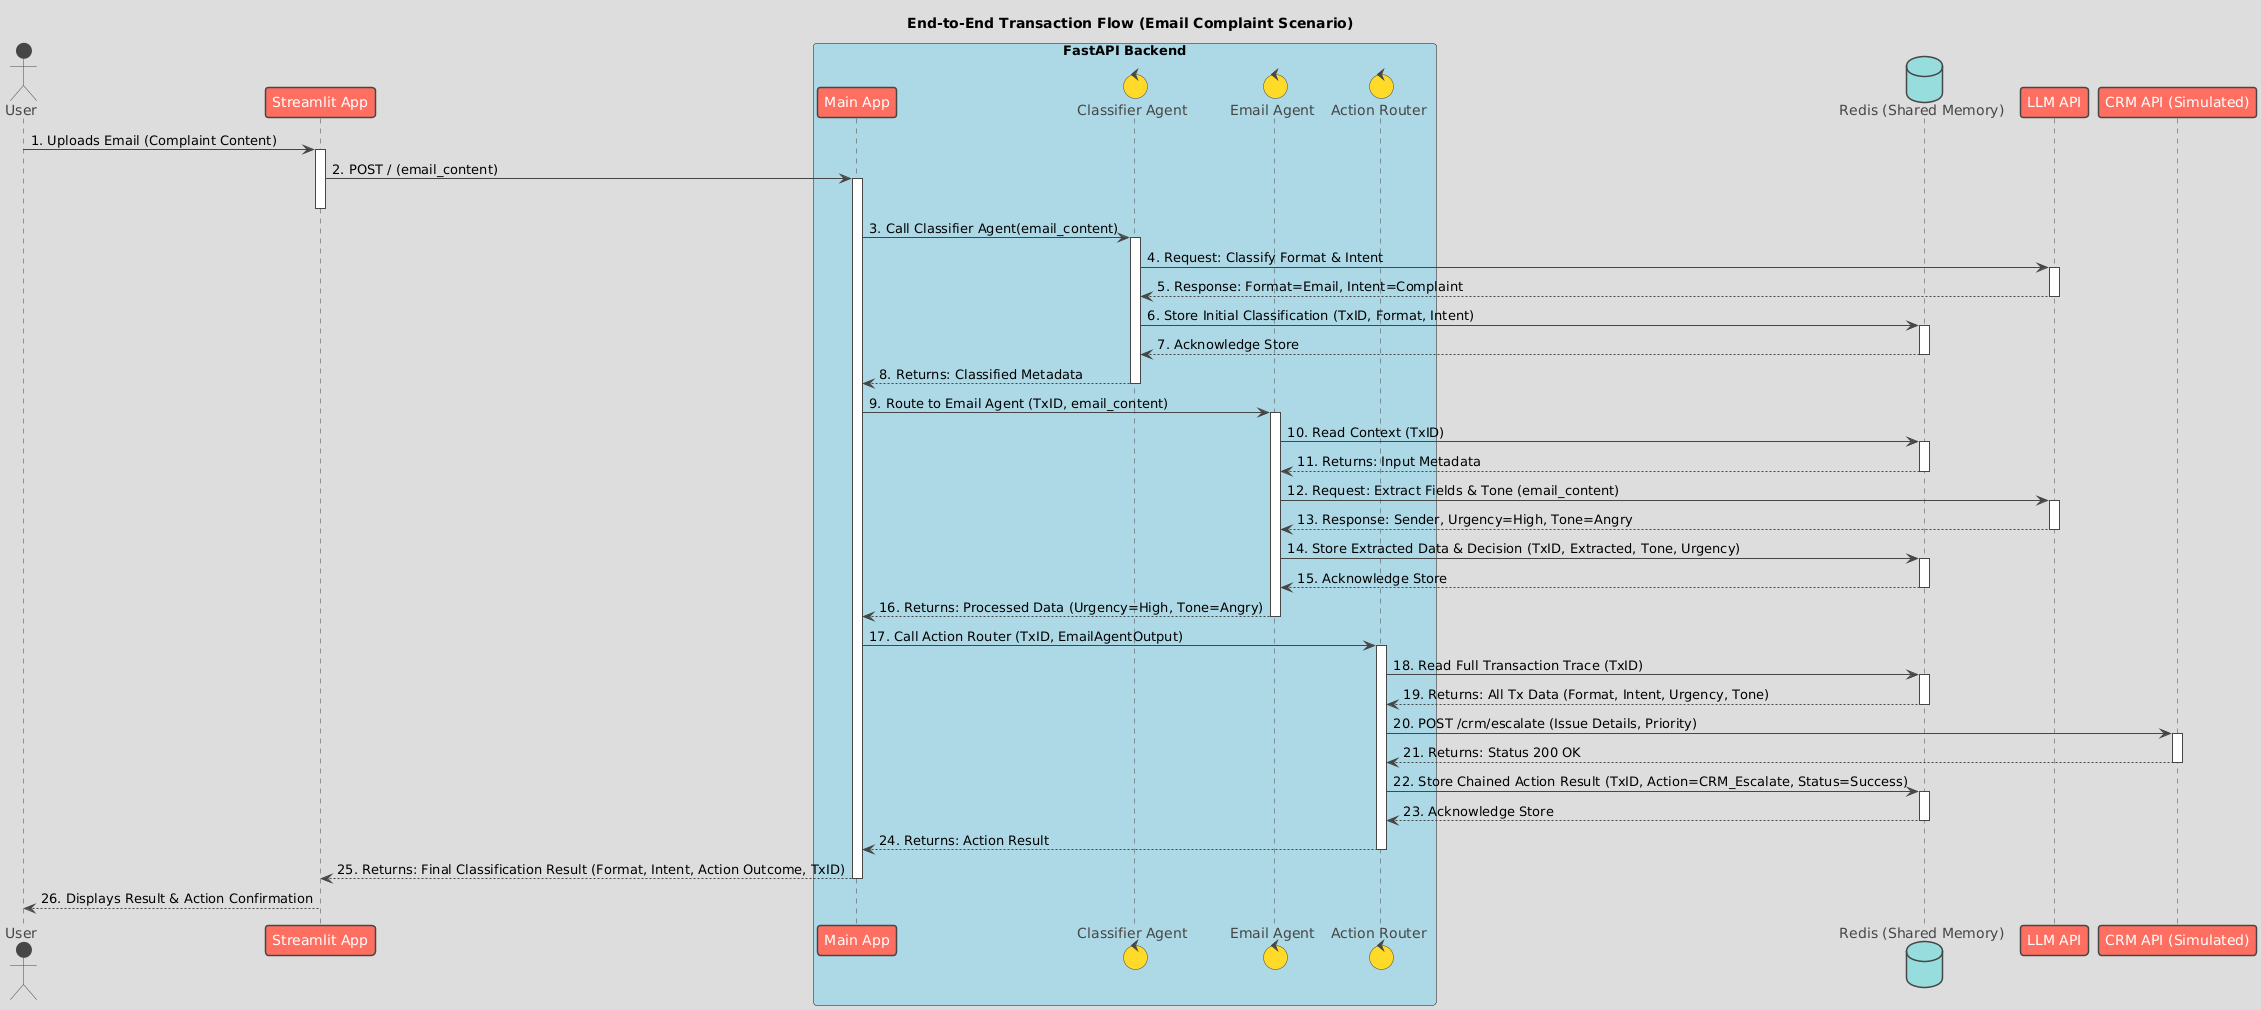 End-to-End Transaction Flow (Email Complaint Scenario)
FastAPI Backend
User
Streamlit App
Main App
Classifier Agent
Email Agent
Action Router
Redis (Shared Memory)
LLM API
CRM API (Simulated)
1. Uploads Email (Complaint Content)
2. POST / (email_content)
3. Call Classifier Agent(email_content)
4. Request: Classify Format & Intent
5. Response: Format=Email, Intent=Complaint
6. Store Initial Classification (TxID, Format, Intent)
7. Acknowledge Store
8. Returns: Classified Metadata
9. Route to Email Agent (TxID, email_content)
10. Read Context (TxID)
11. Returns: Input Metadata
12. Request: Extract Fields & Tone (email_content)
13. Response: Sender, Urgency=High, Tone=Angry
14. Store Extracted Data & Decision (TxID, Extracted, Tone, Urgency)
15. Acknowledge Store
16. Returns: Processed Data (Urgency=High, Tone=Angry)
17. Call Action Router (TxID, EmailAgentOutput)
18. Read Full Transaction Trace (TxID)
19. Returns: All Tx Data (Format, Intent, Urgency, Tone)
20. POST /crm/escalate (Issue Details, Priority)
21. Returns: Status 200 OK
22. Store Chained Action Result (TxID, Action=CRM_Escalate, Status=Success)
23. Acknowledge Store
24. Returns: Action Result
25. Returns: Final Classification Result (Format, Intent, Action Outcome, TxID)
26. Displays Result & Action Confirmation
User
Streamlit App
Main App
Classifier Agent
Email Agent
Action Router
Redis (Shared Memory)
LLM API
CRM API (Simulated)